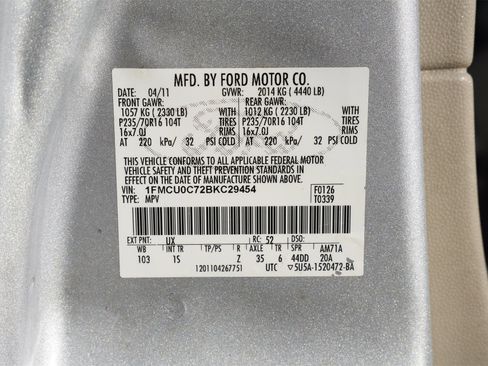 MFD. BY FORD MOTOR CO.
DATE: 04/11 GVWR: 2014 KG ( 4440 LB)
FRONT GAWR: REAR GAWR:
1057 KG ( 2330 LB) WITH 1012 KG ( 2230 LB) WITH
P235/70R16 104T TIRES P235/70R16 104T TIRES
16x7.0J RIMS 16x7.0J RIMS
AT 220 kPa/ 32 PSI COLD AT 220 kPa/ 32 PSI COLD
THIS VEHICLE CONFORMS TO ALL APPLICABLE FEDERAL MOTOR
VEHICLE SAFETY AND THEFT PREVENTION STANDARDS IN
EFFECT ON THE DATE OF MANUFACTURE SHOWN ABOVE.
VIN: 1FMCU0C72BKC29454 F0126
TYPE: MPV T0339
EXT PNT: UX RC: 52 DSO:
WB INT TR TP/PS R AXLE TR SPR AM71A
103 1S Z 35 6 44DD 20A
1201104267751 UTC ▽5U5A-1520472-BA